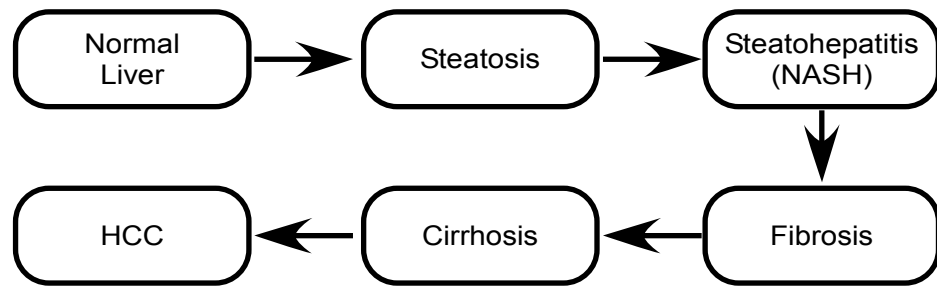 Normal
Liver
Steatosis
Steatohepatitis
(NASH)
HCC
Cirrhosis
Fibrosis